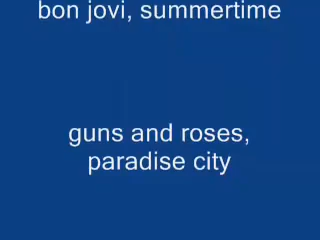 bon jovi, summertime
guns and roses,
paradise city